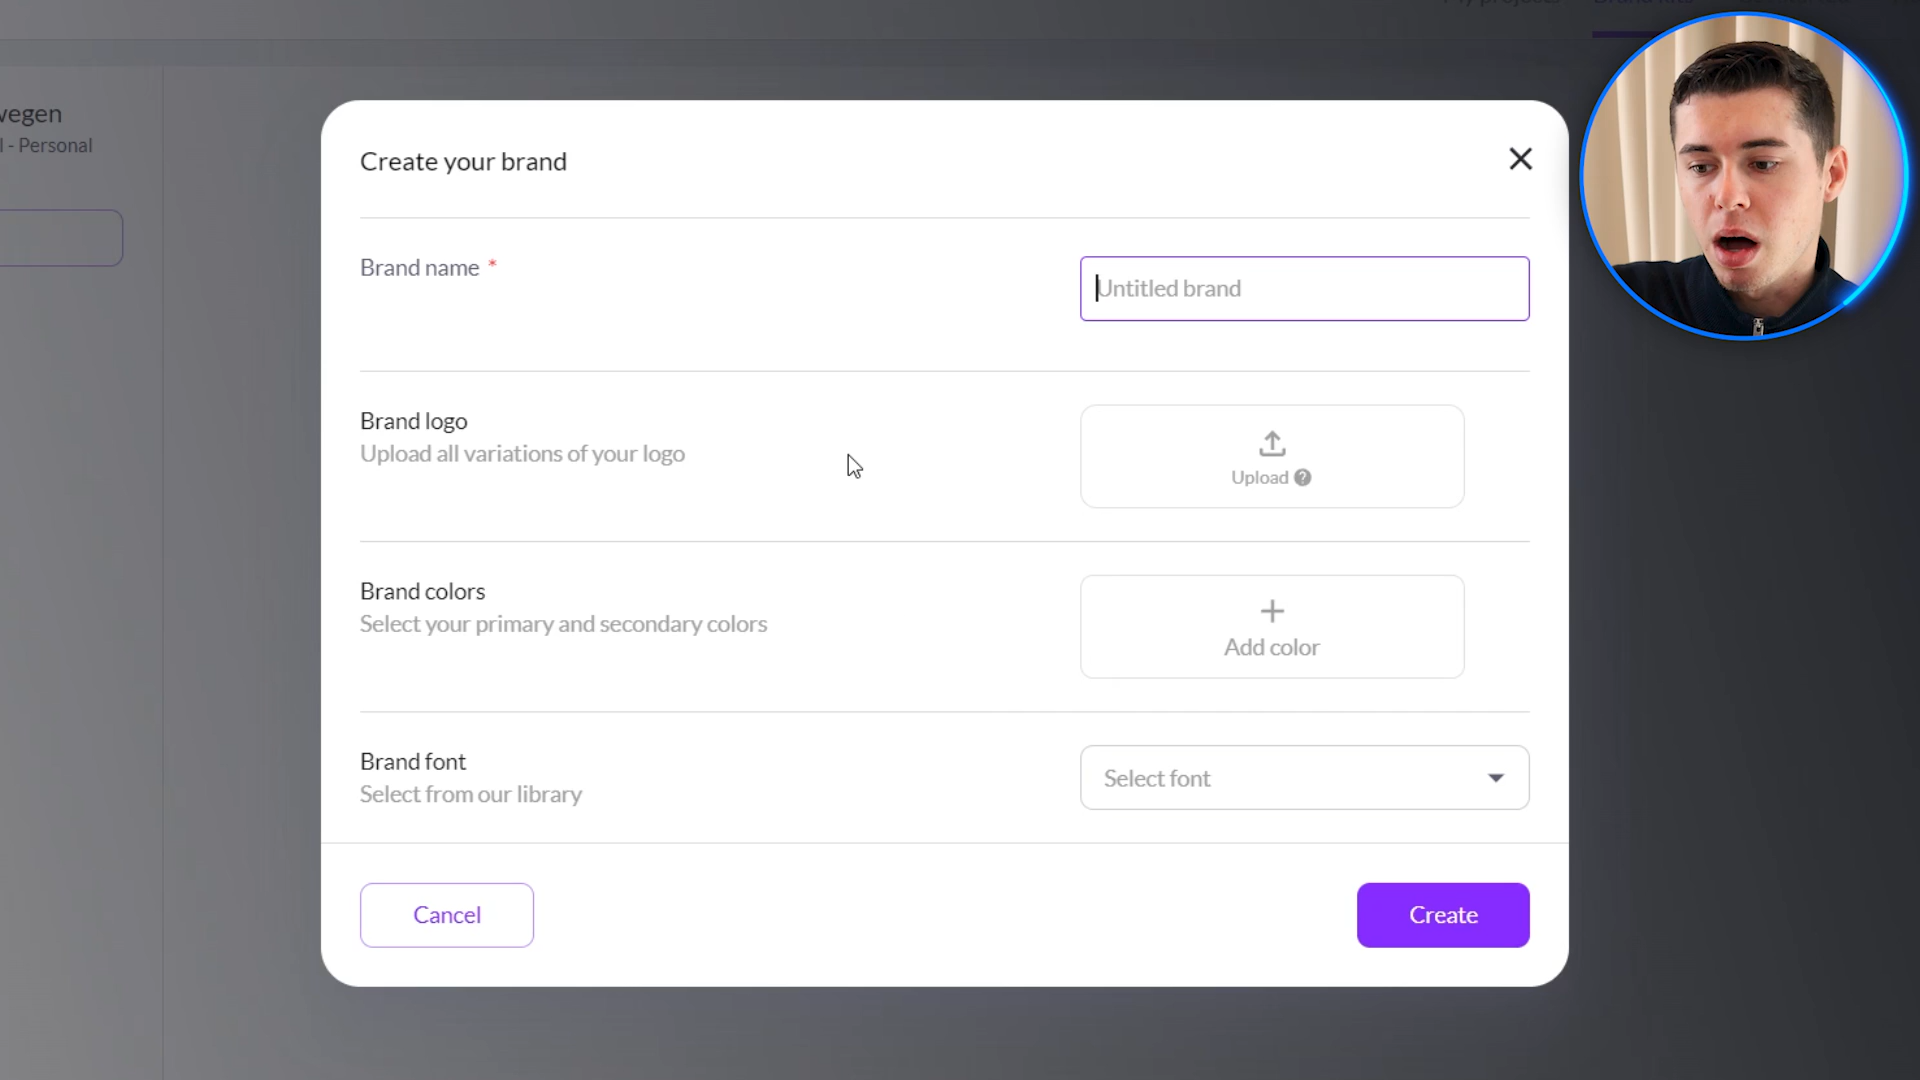 Personal
Create your brand
Brand name *
Untitled brand
Brand logo
Upload all variations of your logo
Upload ?
Brand colors
Select your primary and secondary colors
Add color
Brand font
Select from our library
Select font
Cancel
Create